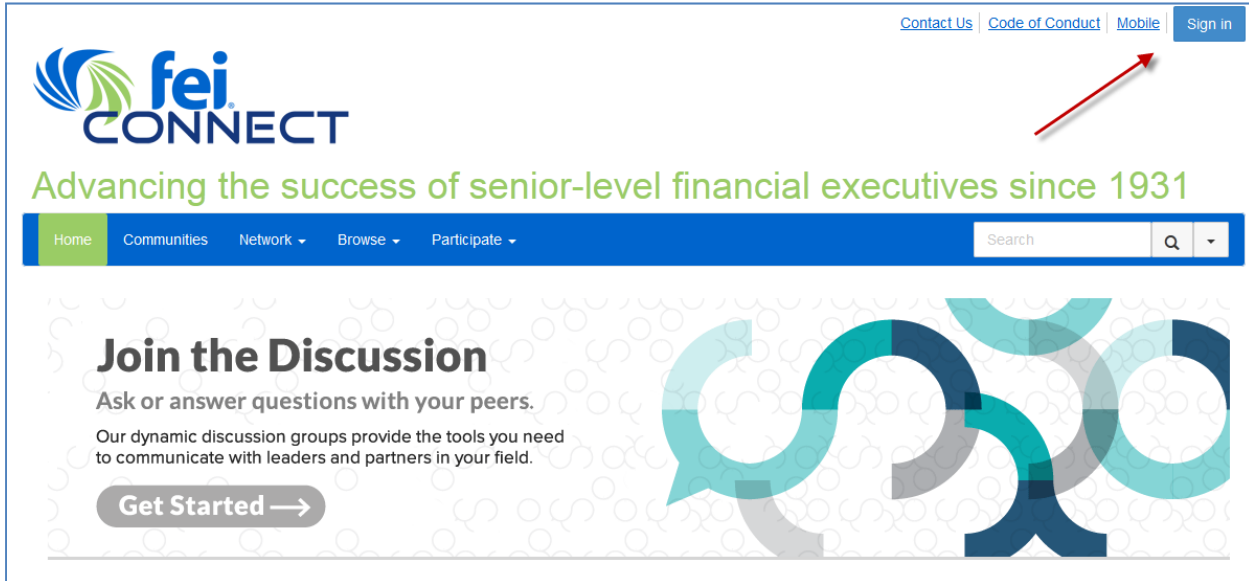 Contact Us Code of Conduct Mobile Sign in
fei®
CONNECT
Advancing the success of senior-level financial executives since 1931
Home Communities Network Browse Participate Search
Join the Discussion
Ask or answer questions with your peers.
Our dynamic discussion groups provide the tools you need
to communicate with leaders and partners in your field.
Get Started